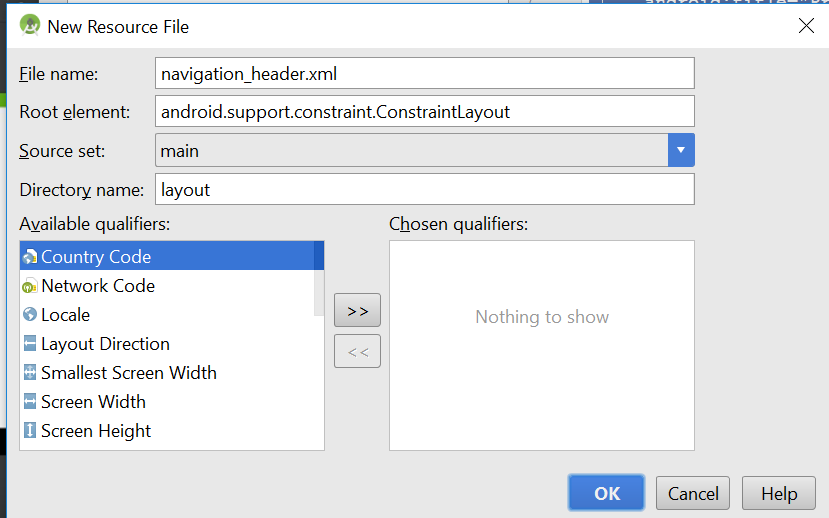 New Resource File
File name: navigation_header.xml
Root element: android.support.constraint.ConstraintLayout
Source set: main
Directory name: layout
Available qualifiers:
Chosen qualifiers:
Country Code
Network Code
Locale
Layout Direction
Smallest Screen Width
Screen Width
Screen Height
>>
<<
Nothing to show
OK
Cancel
Help